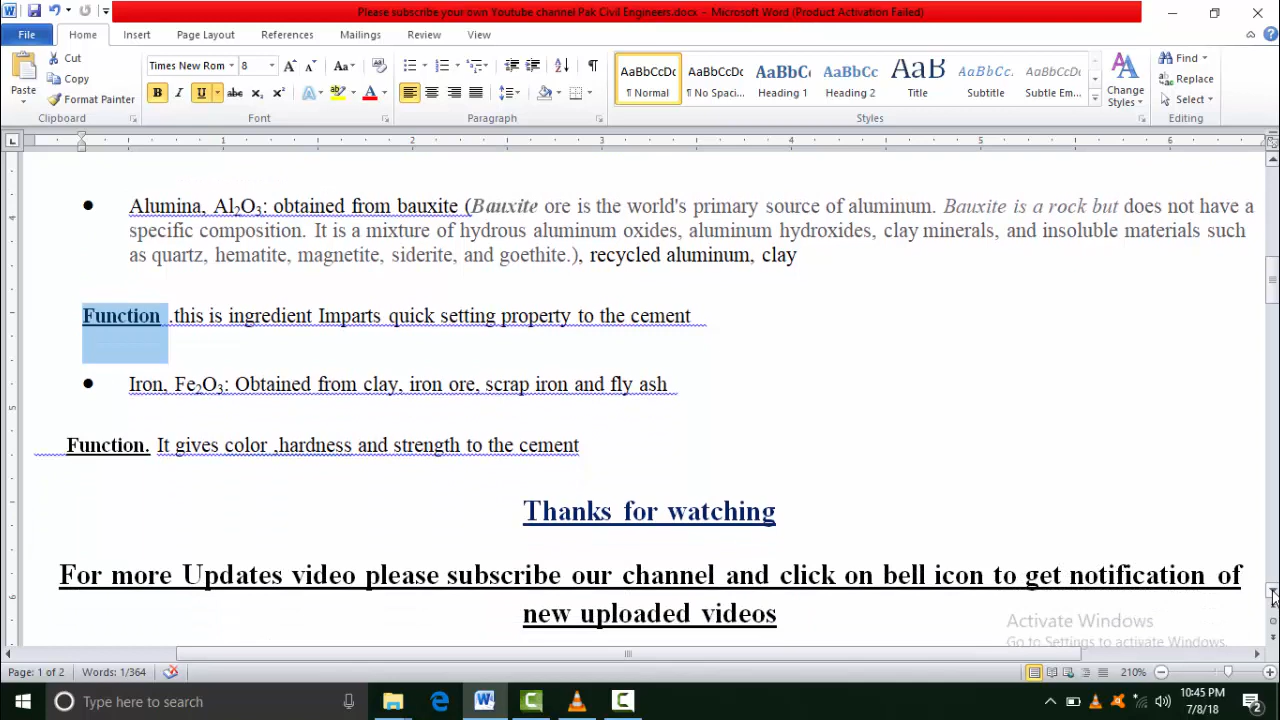 Please subscribe your own Youtube channel Pak Civil Engineers.docx - Microsoft Word (Product Activation Failed)
File Home Insert Page Layout References Mailings Review View
Paste Cut Copy Format Painter
Times New Rom 8
AaBbCcDc AaBbCcDc AaBbC AaBbCc AaB AaBbCcL AaBbCcDc
¶ Normal ¶ No Spaci... Heading 1 Heading 2 Title Subtitle Subtle Em...
Change Styles
Find Replace Select
Clipboard Font Paragraph Styles Editing
1 2 3 4 5 6
Alumina, Al₂O₃: obtained from bauxite (Bauxite ore is the world's primary source of aluminum. Bauxite is a rock but does not have a
specific composition. It is a mixture of hydrous aluminum oxides, aluminum hydroxides, clay minerals, and insoluble materials such
as quartz, hematite, magnetite, siderite, and goethite.), recycled aluminum, clay
Function .this is ingredient Imparts quick setting property to the cement
Iron, Fe₂O₃: Obtained from clay, iron ore, scrap iron and fly ash
Function. It gives color ,hardness and strength to the cement
Thanks for watching
For more Updates video please subscribe our channel and click on bell icon to get notification of
new uploaded videos
Activate Windows
Go to Settings to activate Windows.
Page: 1 of 2 Words: 1/364 210%
Type here to search 10:45 PM
7/8/18 2